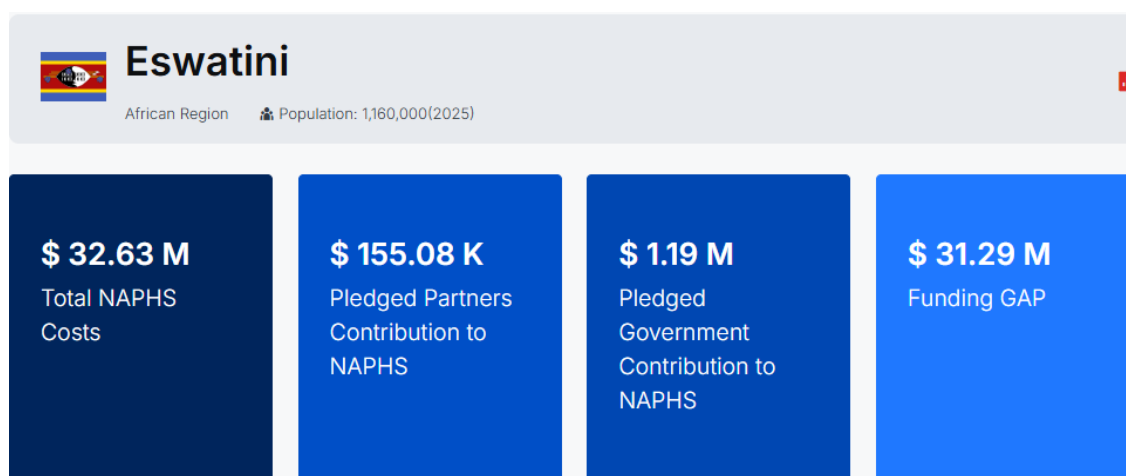 Eswatini
African Region Population: 1,160,000(2025)
$ 32.63 M
Total NAPHS
Costs
$ 155.08 K
Pledged Partners
Contribution to
NAPHS
$ 1.19 M
Pledged
Government
Contribution to
NAPHS
$ 31.29 M
Funding GAP